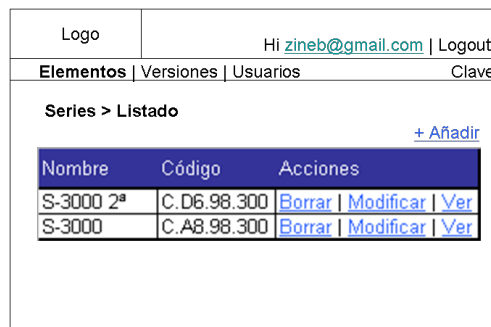 Logo
Hi zineb@gmail.com | Logout
Elementos | Versiones | Usuarios Clave
Series > Listado
+ Añadir
Nombre Código Acciones
S-3000 2ª C.D6.98.300 Borrar | Modificar | Ver
S-3000 C.A8.98.300 Borrar | Modificar | Ver